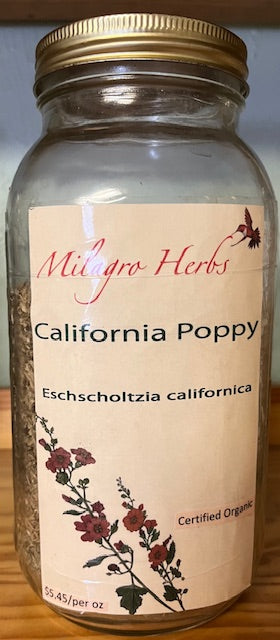 Milagro Herbs
California Poppy
Eschscholtzia californica
Certified Organic
$5.45/per oz